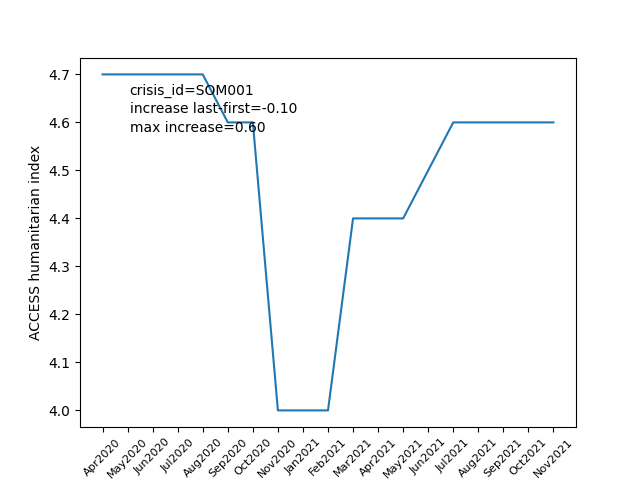 4.7
4.6
4.5
4.4
4.3
4.2
4.1
4.0
ACCESS humanitarian index
crisis_id=SOM001
increase last-first=-0.10
max increase=0.60
Apr2020
May2020
Jun2020
Jul2020
Aug2020
Sep2020
Oct2020
Nov2020
Jan2021
Feb2021
Mar2021
Apr2021
May2021
Jun2021
Jul2021
Aug2021
Sep2021
Oct2021
Nov2021